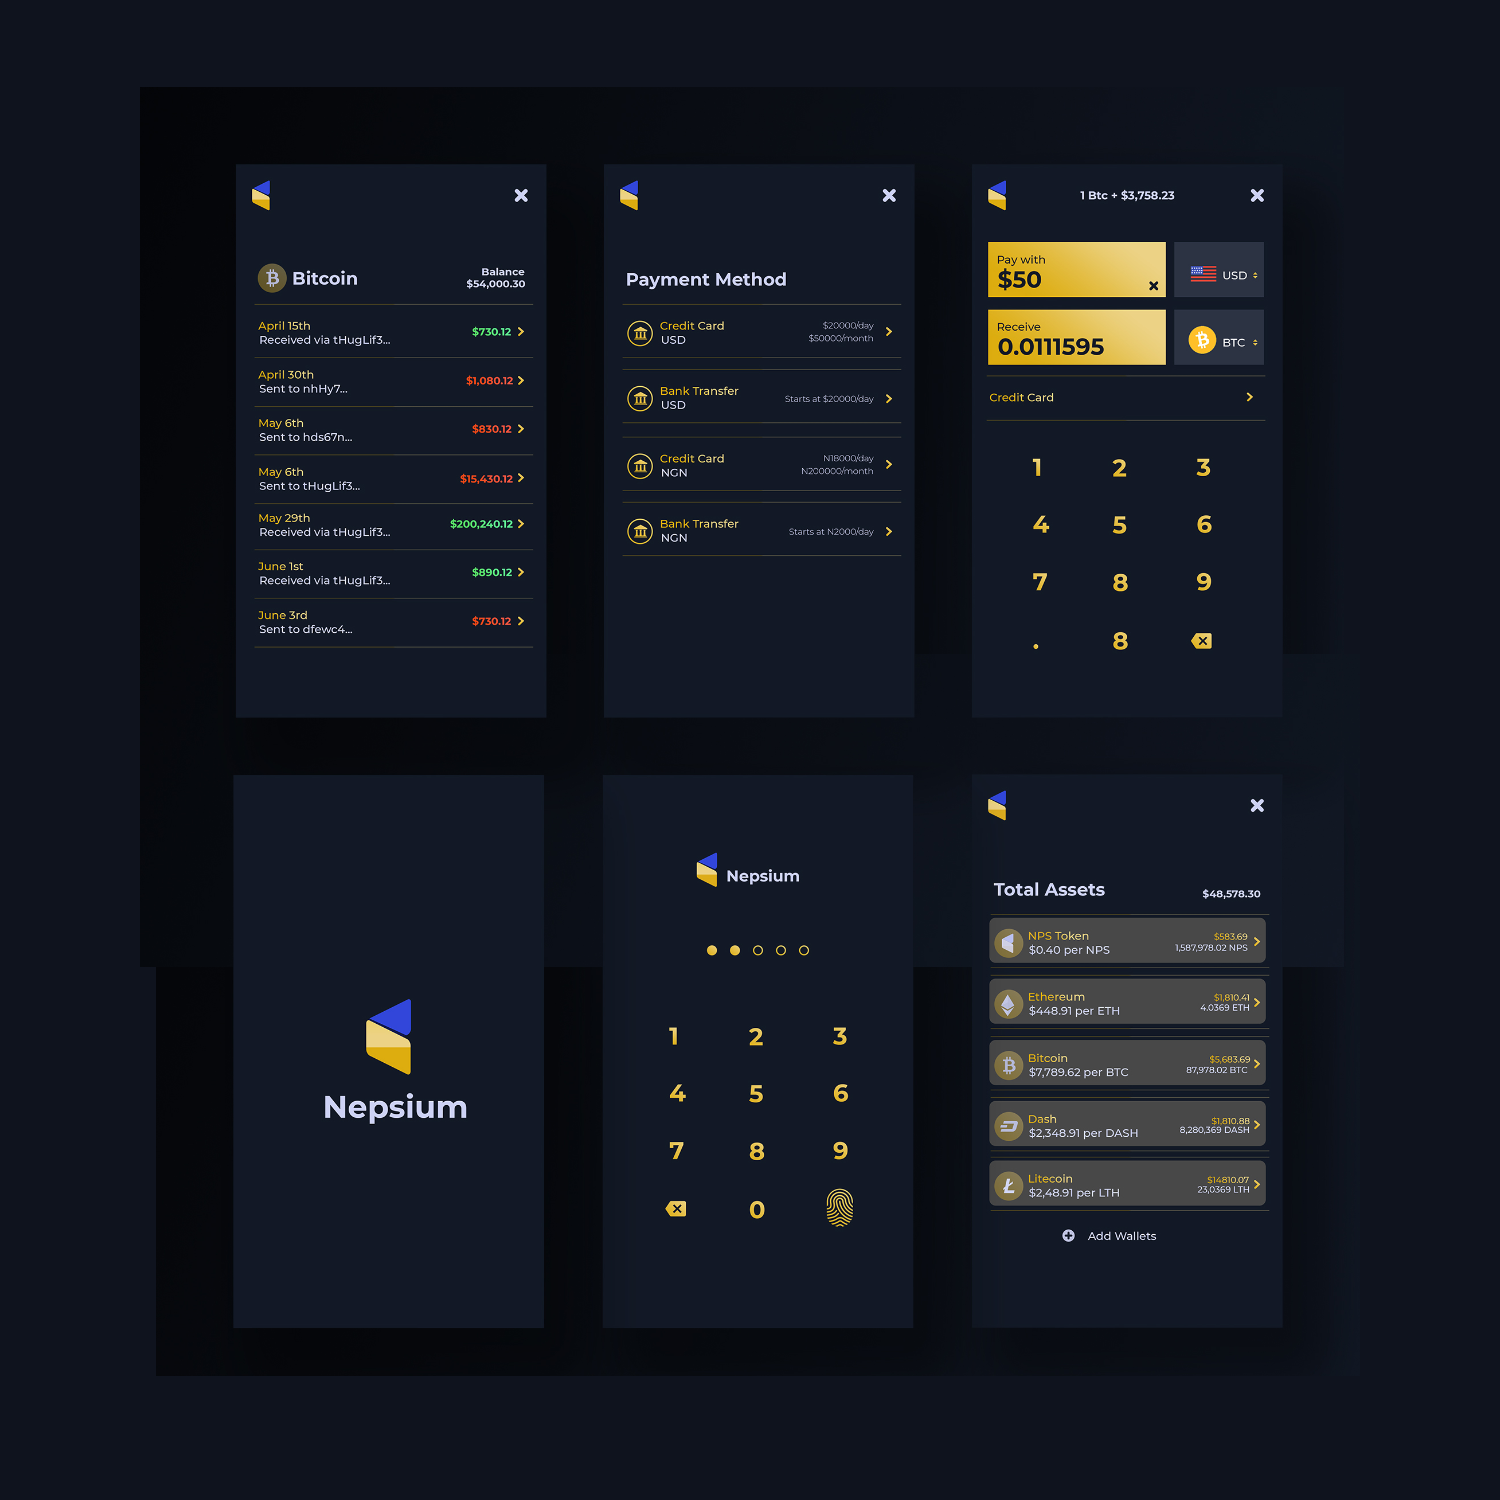 Bitcoin
Balance
$54,000.30
April 15th
Received via tHugLif3...
$730.12
April 30th
Sent to nhHy7...
$1,080.12
May 6th
Sent to hds67n...
$830.12
May 6th
Sent to tHugLif3...
$15,430.12
May 29th
Received via tHugLif3...
$200,240.12
June 1st
Received via tHugLif3...
$890.12
June 3rd
Sent to dfewc4...
$730.12
Payment Method
Credit Card
USD
$20000/day
$50000/month
Bank Transfer
USD
Starts at $20000/day
Credit Card
NGN
N18000/day
N200000/month
Bank Transfer
NGN
Starts at N2000/day
1 Btc + $3,758.23
Pay with
$50
USD
Receive
0.0111595
BTC
Credit Card
1 2 3
4 5 6
7 8 9
. 8
Nepsium
Nepsium
1 2 3
4 5 6
7 8 9
0
Total Assets
$48,578.30
NPS Token
$0.40 per NPS
$583.69
1,587,978.02 NPS
Ethereum
$448.91 per ETH
$1,810.41
4.0369 ETH
Bitcoin
$7,789.62 per BTC
$5,683.69
87,978.02 BTC
Dash
$2,348.91 per DASH
$1,810.88
8,280,369 DASH
Litecoin
$2,48.91 per LTH
$14810.07
23,0369 LTH
Add Wallets